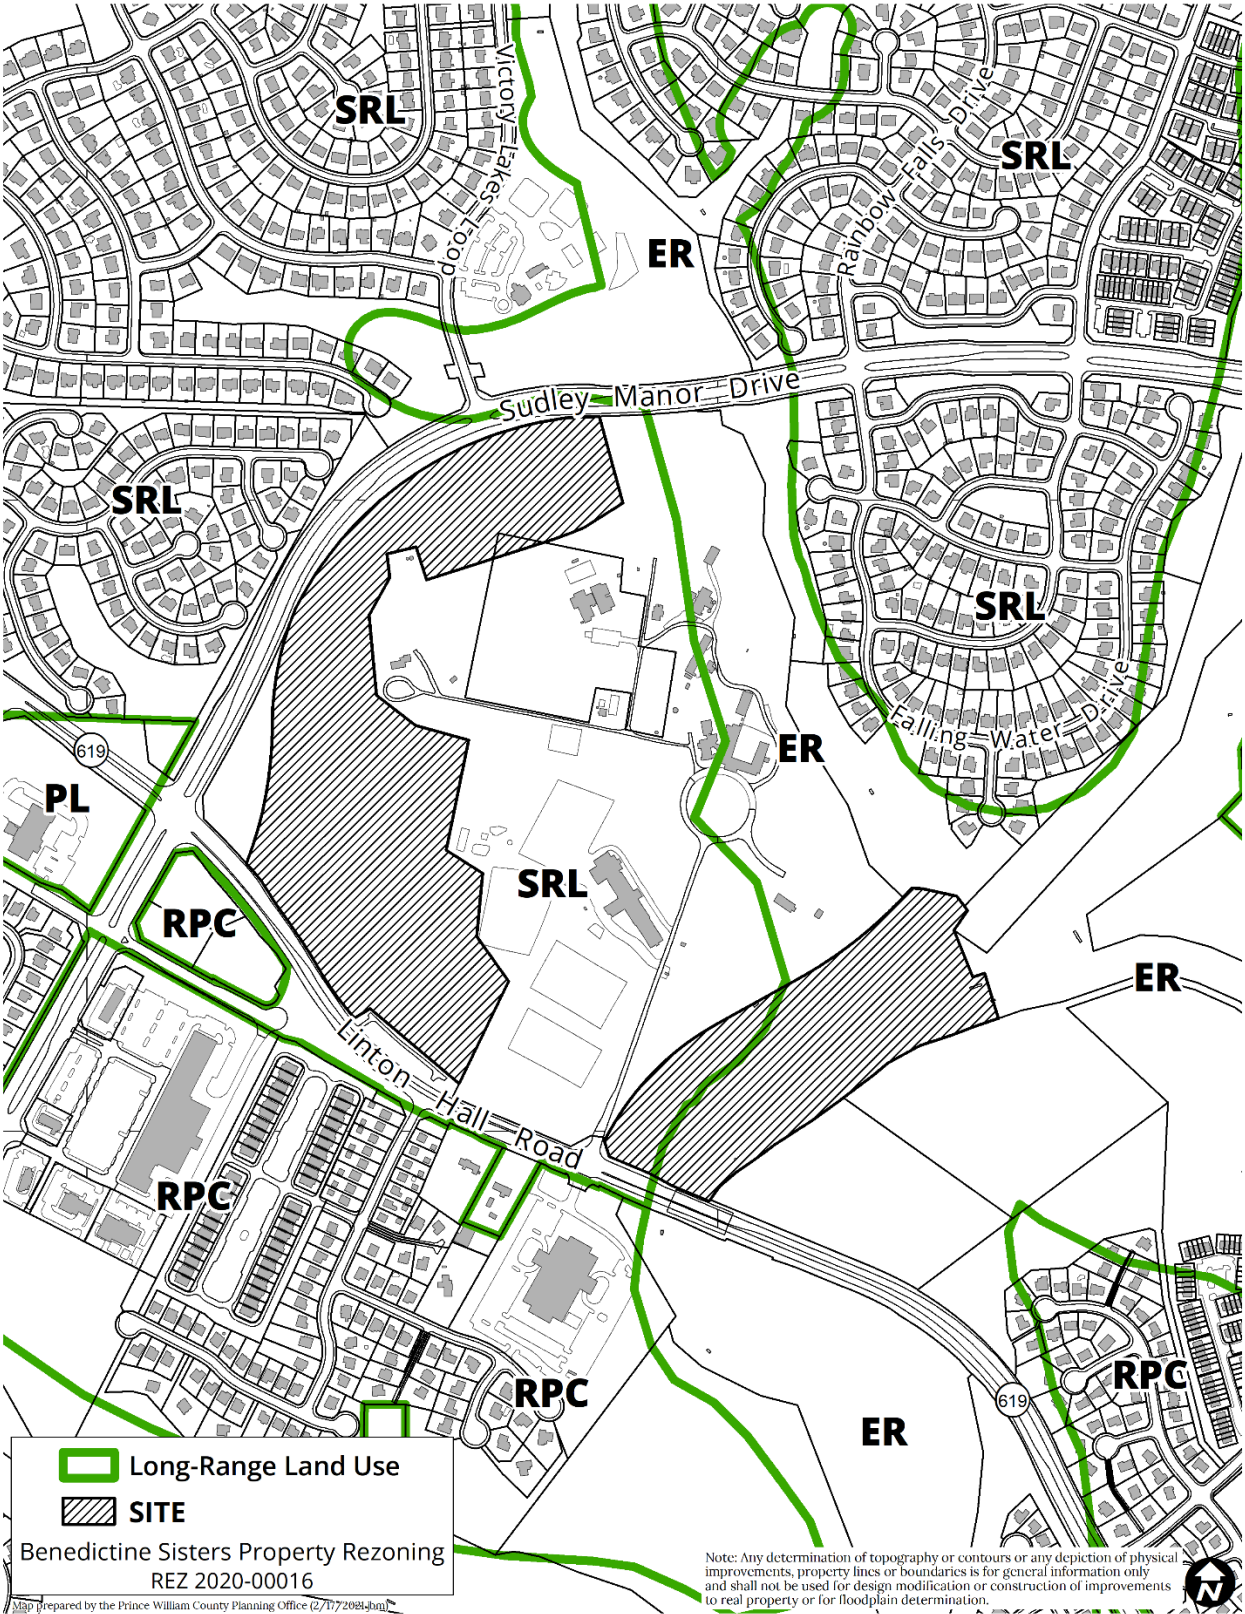 SRL
Victory Lakes Loop
SRL
Rainbow Falls Drive
ER
Sudley Manor Drive
SRL
SRL
Falling Water Drive
619
ER
PL
SRL
RPC
ER
Linton Hall Road
RPC
RPC
RPC
619
ER
Long-Range Land Use
SITE
Benedictine Sisters Property Rezoning
REZ 2020-00016
Map prepared by the Prince William County Planning Office (2/17/2021-bm)
Note: Any determination of topography or contours or any depiction of physical
improvements, property lines or boundaries is for general information only
and shall not be used for design modification or construction of improvements
to real property or for floodplain determination.
N